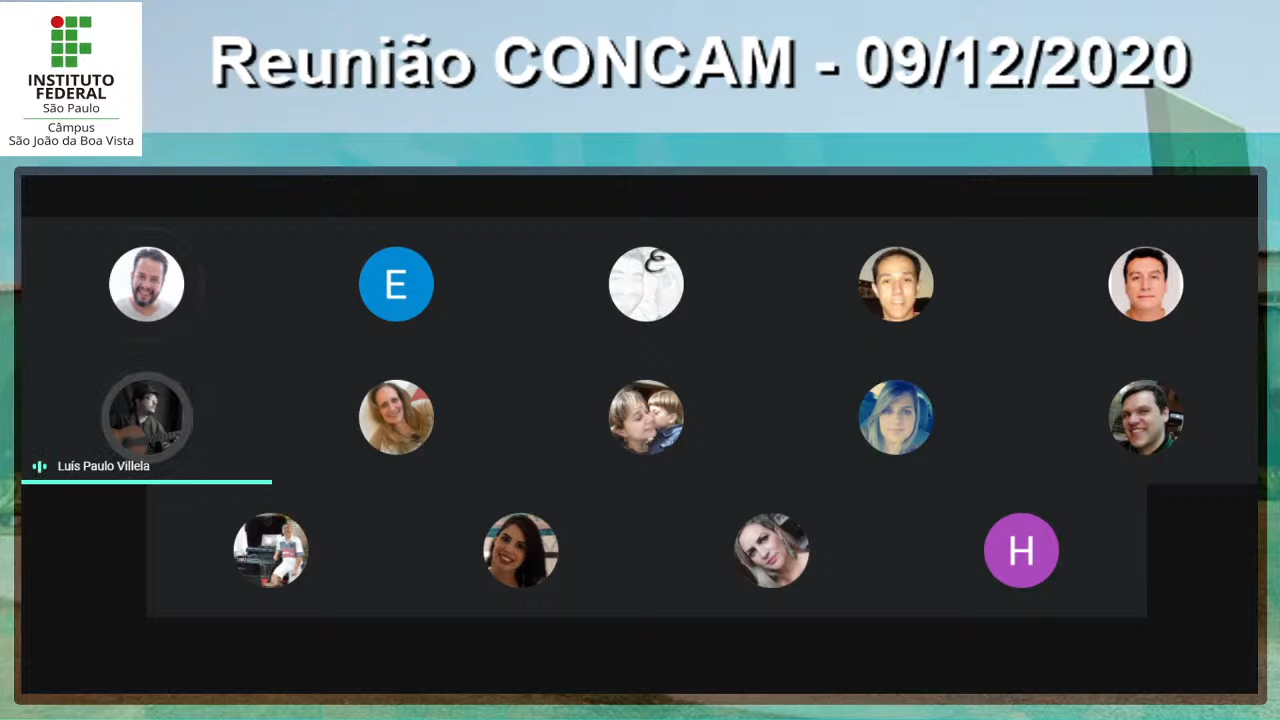 INSTITUTO
FEDERAL
São Paulo
Câmpus
São João da Boa Vista
Reunião CONCAM - 09/12/2020
E
ε
Luís Paulo Villela
H